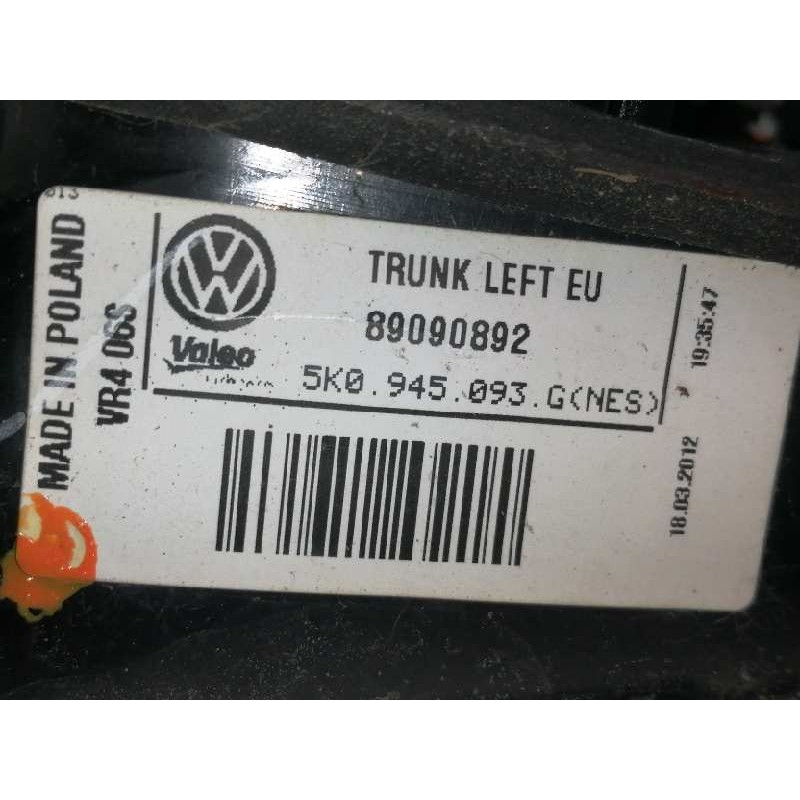 013
MADE IN POLAND
VR4 06S
Valeo
TRUNK LEFT EU
89090892
5K0.945.093.G(NES)
19:35:47
18.03.2012